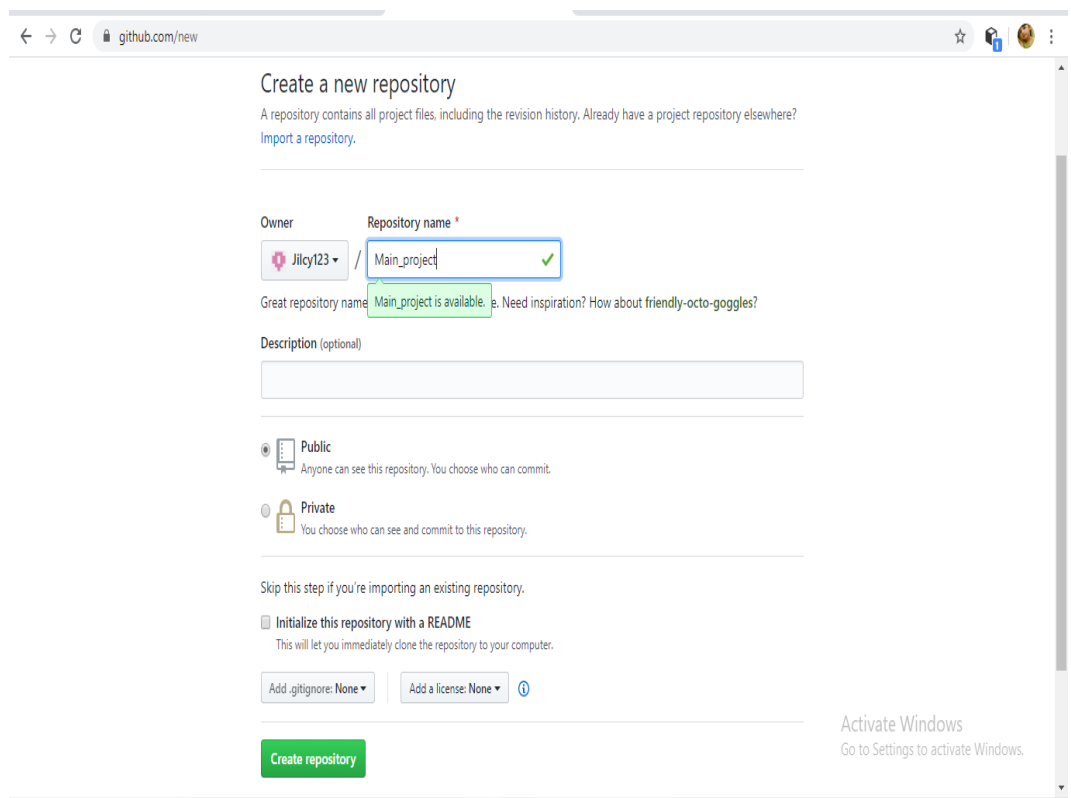 github.com/new
1
Create a new repository
A repository contains all project files, including the revision history. Already have a project repository elsewhere?
Import a repository.
Owner
Repository name *
Jilcy123
/
Main_project
Great repository name
Main_project is available.
e. Need inspiration? How about friendly-octo-goggles?
Description (optional)
Public
Anyone can see this repository. You choose who can commit.
Private
You choose who can see and commit to this repository.
Skip this step if you're importing an existing repository.
Initialize this repository with a README
This will let you immediately clone the repository to your computer.
Add .gitignore: None
Add a license: None
Create repository
Activate Windows
Go to Settings to activate Windows.